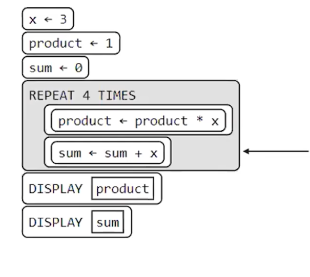 x ← 3
product ← 1
sum ← 0
REPEAT 4 TIMES
product ← product * x
sum ← sum + x
DISPLAY product
DISPLAY sum